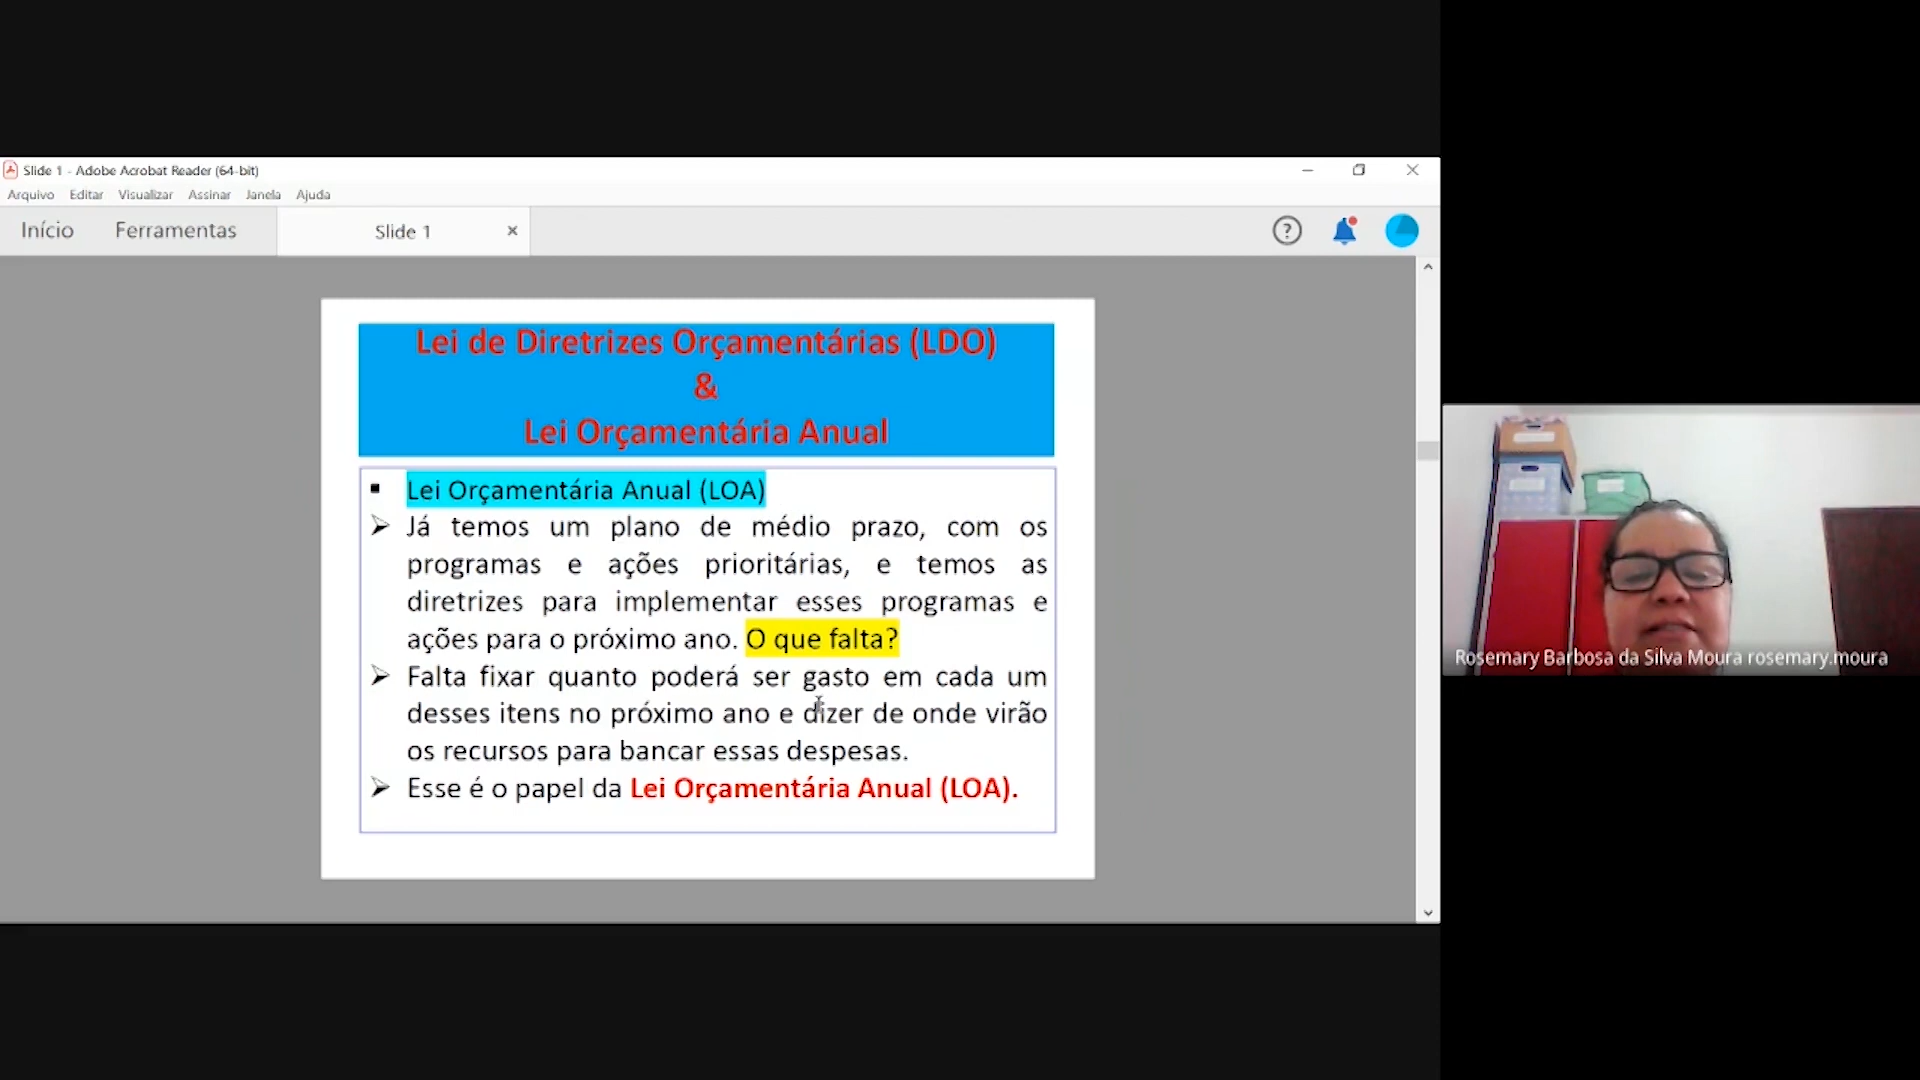 Slide 1 - Adobe Acrobat Reader (64-bit)
Arquivo Editar Visualizar Assinar Janela Ajuda
Início Ferramentas Slide 1
Lei de Diretrizes Orçamentárias (LDO)
&
Lei Orçamentária Anual
Lei Orçamentária Anual (LOA)
Já temos um plano de médio prazo, com os
programas e ações prioritárias, e temos as
diretrizes para implementar esses programas e
ações para o próximo ano. O que falta?
Falta fixar quanto poderá ser gasto em cada um
desses itens no próximo ano e dizer de onde virão
os recursos para bancar essas despesas.
Esse é o papel da Lei Orçamentária Anual (LOA).
Rosemary Barbosa da Silva Moura rosemary.moura